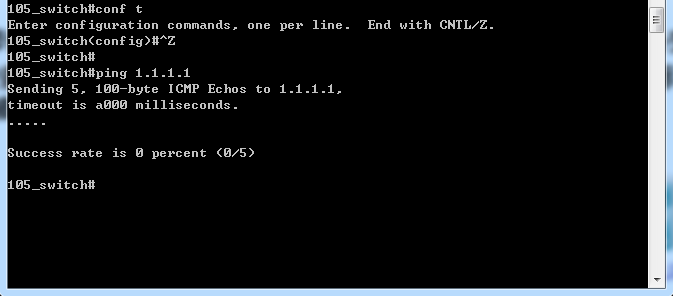 105_switch#conf t
Enter configuration commands, one per line.  End with CNTL/Z.
105_switch(config)#^Z
105_switch#
105_switch#ping 1.1.1.1
Sending 5, 100-byte ICMP Echos to 1.1.1.1,
timeout is a000 milliseconds.
.....
Success rate is 0 percent (0/5)
105_switch#